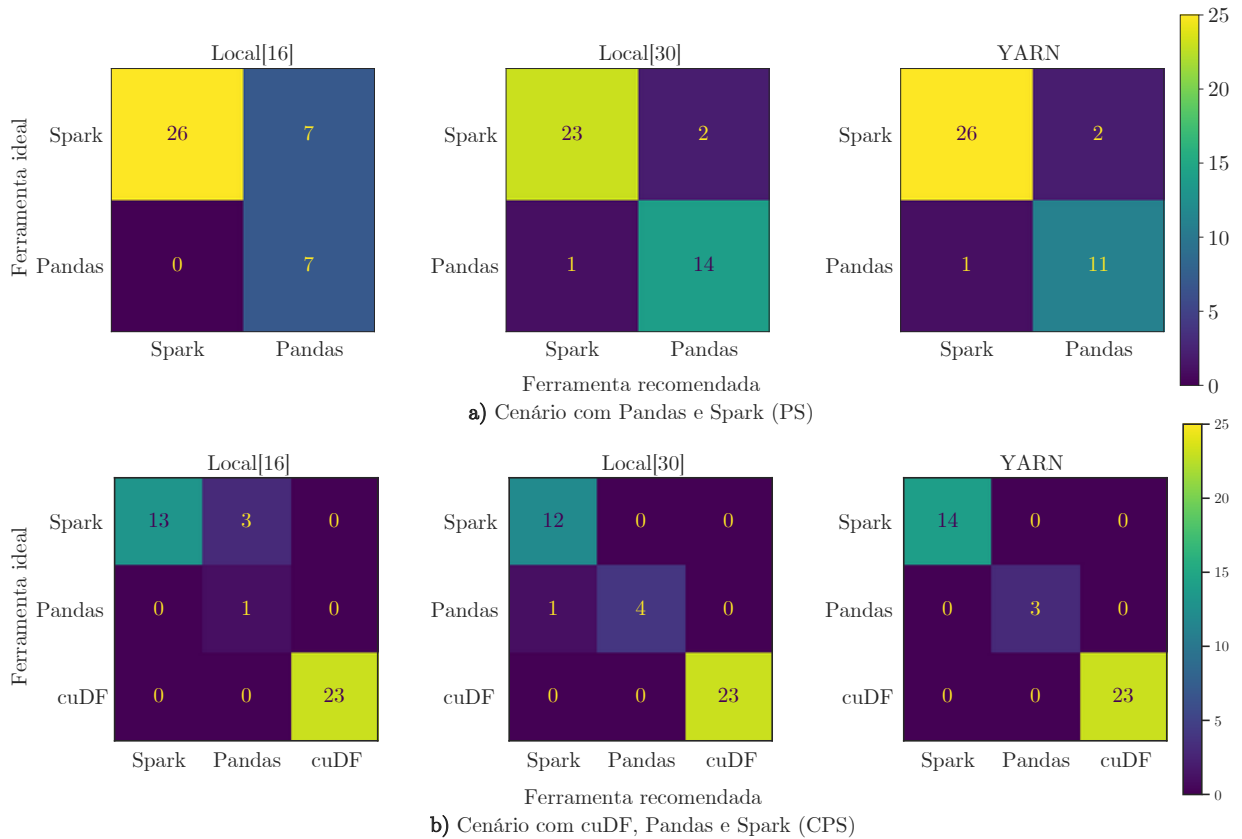 Local[16] Local[30] YARN
Ferramenta ideal
Spark 26 7 23 2 26 2
Pandas 0 7 1 14 1 11
Spark Pandas Spark Pandas Spark Pandas
25
20
15
10
5
0
Ferramenta recomendada
a) Cenário com Pandas e Spark (PS)
Local[16] Local[30] YARN
Ferramenta ideal
Spark 13 3 0 Spark 12 0 0 Spark 14 0 0
Pandas 0 1 0 Pandas 1 4 0 Pandas 0 3 0
cuDF 0 0 23 cuDF 0 0 23 cuDF 0 0 23
Spark Pandas cuDF Spark Pandas cuDF Spark Pandas cuDF
25
20
15
10
5
0
Ferramenta recomendada
b) Cenário com cuDF, Pandas e Spark (CPS)